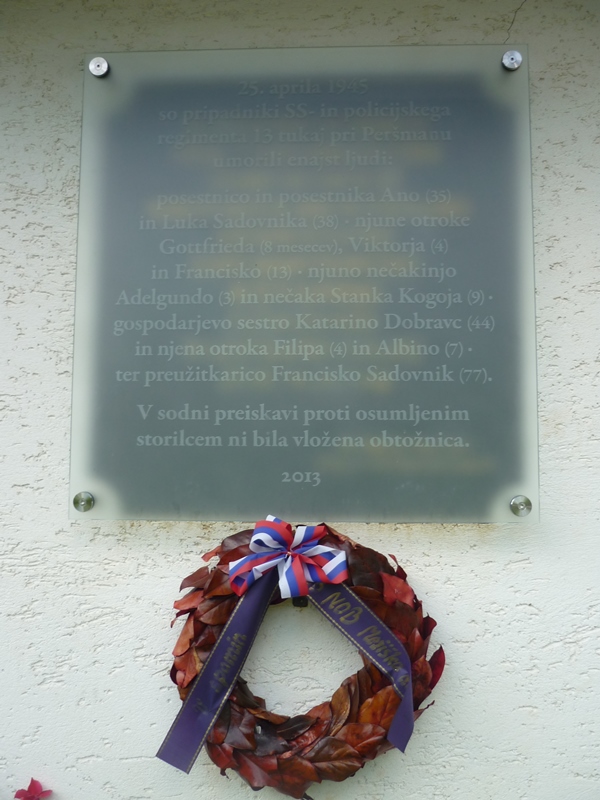 25. aprila 1945
so pripadniki SS- in policijskega
regimenta 13 tukaj pri Peršmanu
umorili enajst ljudi:
posestnico in posestnika Ano (35)
in Luka Sadovnika (38) · njune otroke
Gottfrieda (8 mesecev), Viktorja (4)
in Francisko (13) · njuno nečakinjo
Adelgundo (3) in nečaka Stanka Kogoja (9) ·
gospodarjevo sestro Katarino Dobravc (44)
in njena otroka Filipa (4) in Albino (7) ·
ter preužitkarico Francisko Sadovnik (77).
V sodni preiskavi proti osumljenim
storilcem ni bila vložena obtožnica.
2013
NOB